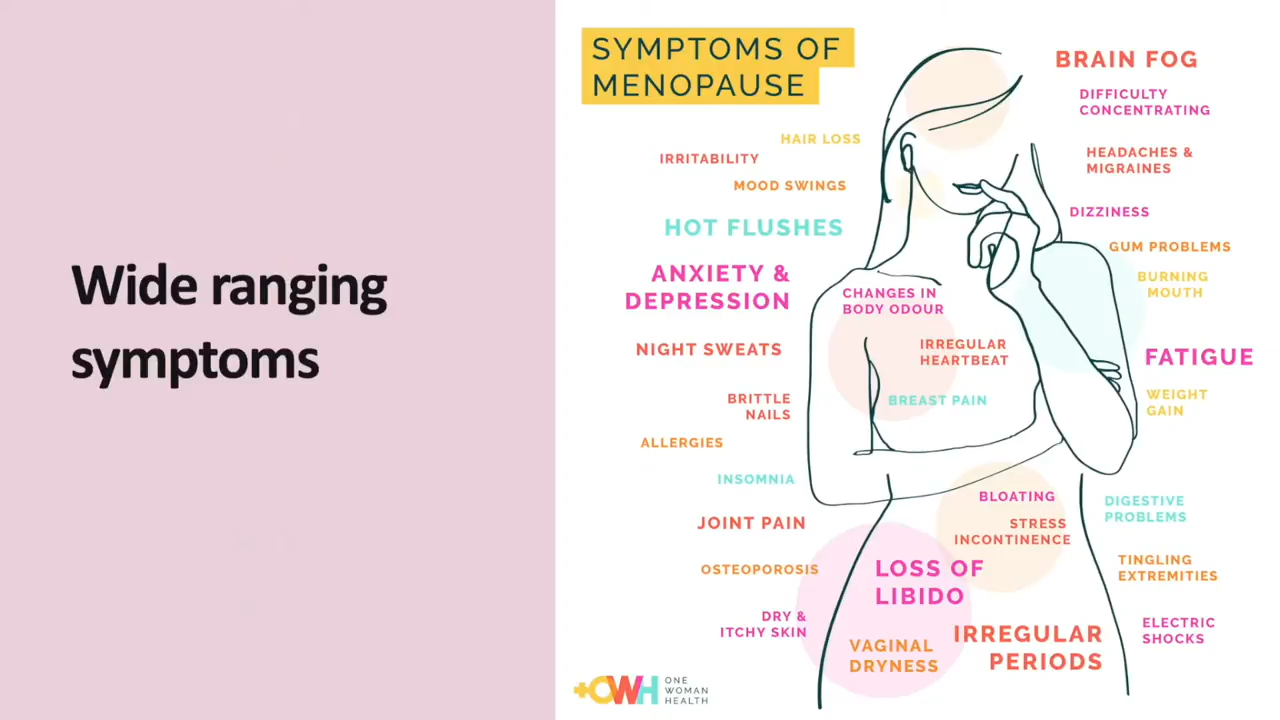 Wide ranging
symptoms
SYMPTOMS OF
MENOPAUSE
HAIR LOSS
IRRITABILITY
MOOD SWINGS
HOT FLUSHES
ANXIETY &
DEPRESSION
NIGHT SWEATS
BRITTLE
NAILS
ALLERGIES
INSOMNIA
JOINT PAIN
OSTEOPOROSIS
DRY &
ITCHY SKIN
CHANGES IN
BODY ODOUR
IRREGULAR
HEARTBEAT
BREAST PAIN
BLOATING
STRESS
INCONTINENCE
LOSS OF
LIBIDO
VAGINAL
DRYNESS
IRREGULAR
PERIODS
BRAIN FOG
DIFFICULTY
CONCENTRATING
HEADACHES &
MIGRAINES
DIZZINESS
GUM PROBLEMS
BURNING
MOUTH
FATIGUE
WEIGHT
GAIN
DIGESTIVE
PROBLEMS
TINGLING
EXTREMITIES
ELECTRIC
SHOCKS
OWH
ONE
WOMAN
HEALTH